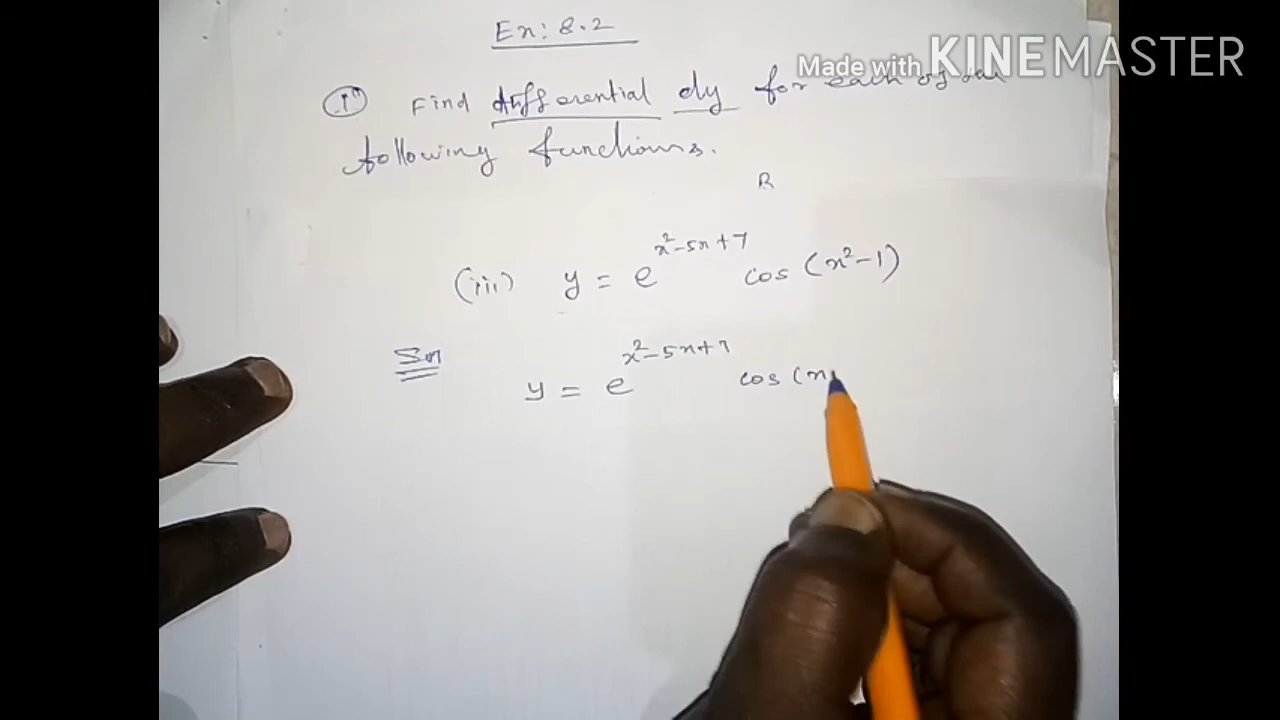 Made with KINEMASTER
Ex: 8.2
1 Find differential dy for each of the
following functions.
R
(iii) y = e^{x²-5x+7} cos (x²-1)
Soln
y = e^{x²-5x+7} cos (x